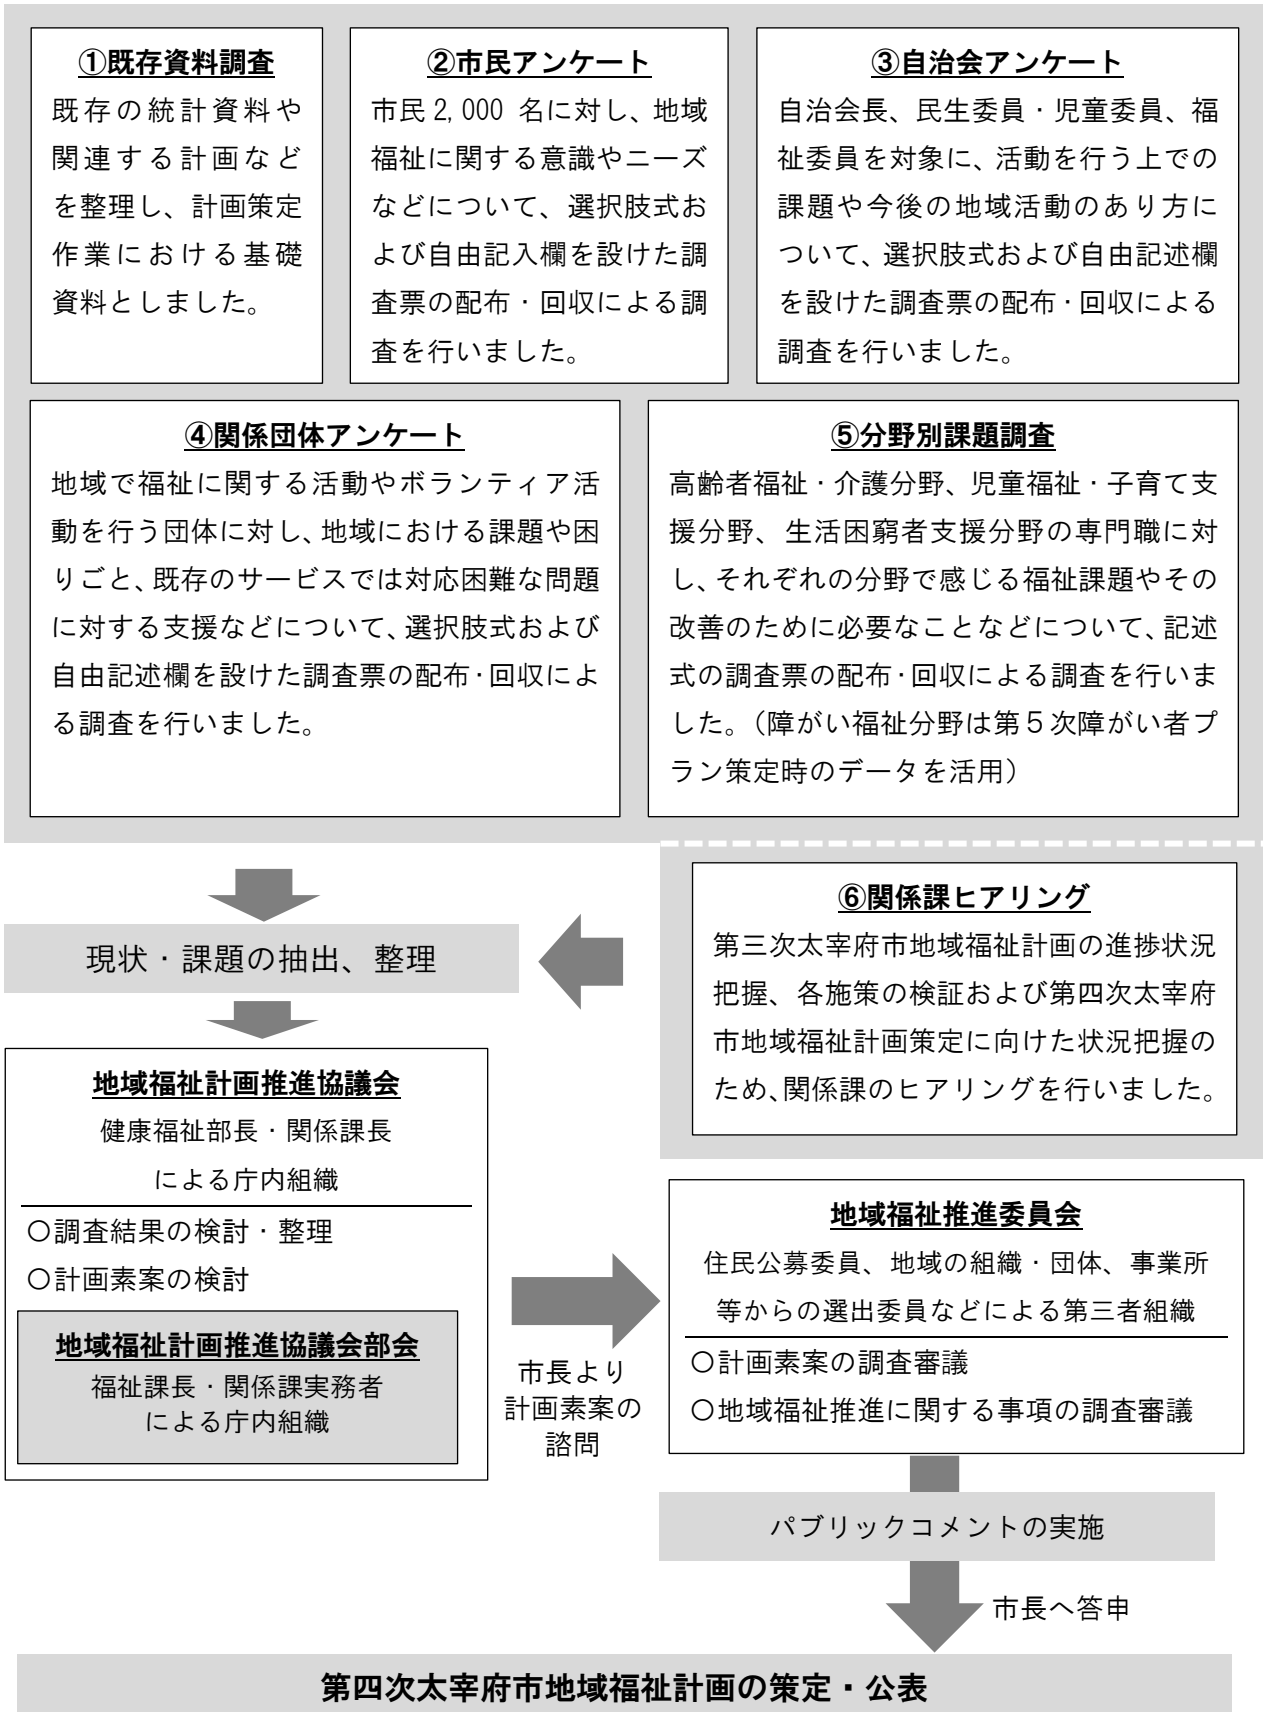 ①既存資料調査
既存の統計資料や
関連する計画など
を整理し、計画策定
作業における基礎
資料としました。
②市民アンケート
市民2,000 名に対し、地域
福祉に関する意識やニーズ
などについて、選択肢式お
よび自由記入欄を設けた調
査票の配布・回収による調
査を行いました。
③自治会アンケート
自治会長、民生委員・児童委員、福
祉委員を対象に、活動を行う上での
課題や今後の地域活動のあり方に
ついて、選択肢式および自由記述欄
を設けた調査票の配布・回収による
調査を行いました。
④関係団体アンケート
地域で福祉に関する活動やボランティア活
動を行う団体に対し、地域における課題や困
りごと、既存のサービスでは対応困難な問題
に対する支援などについて、選択肢式および
自由記述欄を設けた調査票の配布・回収によ
る調査を行いました。
⑤分野別課題調査
高齢者福祉・介護分野、児童福祉・子育て支
援分野、生活困窮者支援分野の専門職に対
し、それぞれの分野で感じる福祉課題やその
改善のために必要なことなどについて、記述
式の調査票の配布・回収による調査を行いま
した。（障がい福祉分野は第５次障がい者プ
ラン策定時のデータを活用）
⑥関係課ヒアリング
第三次太宰府市地域福祉計画の進捗状況
把握、各施策の検証および第四次太宰府
市地域福祉計画策定に向けた状況把握の
ため、関係課のヒアリングを行いました。
現状・課題の抽出、整理
地域福祉計画推進協議会
健康福祉部長・関係課長
による庁内組織
〇調査結果の検討・整理
〇計画素案の検討
地域福祉計画推進協議会部会
福祉課長・関係課実務者
による庁内組織
市長より
計画素案の
諮問
地域福祉推進委員会
住民公募委員、地域の組織・団体、事業所
等からの選出委員などによる第三者組織
〇計画素案の調査審議
〇地域福祉推進に関する事項の調査審議
パブリックコメントの実施
市長へ答申
第四次太宰府市地域福祉計画の策定・公表